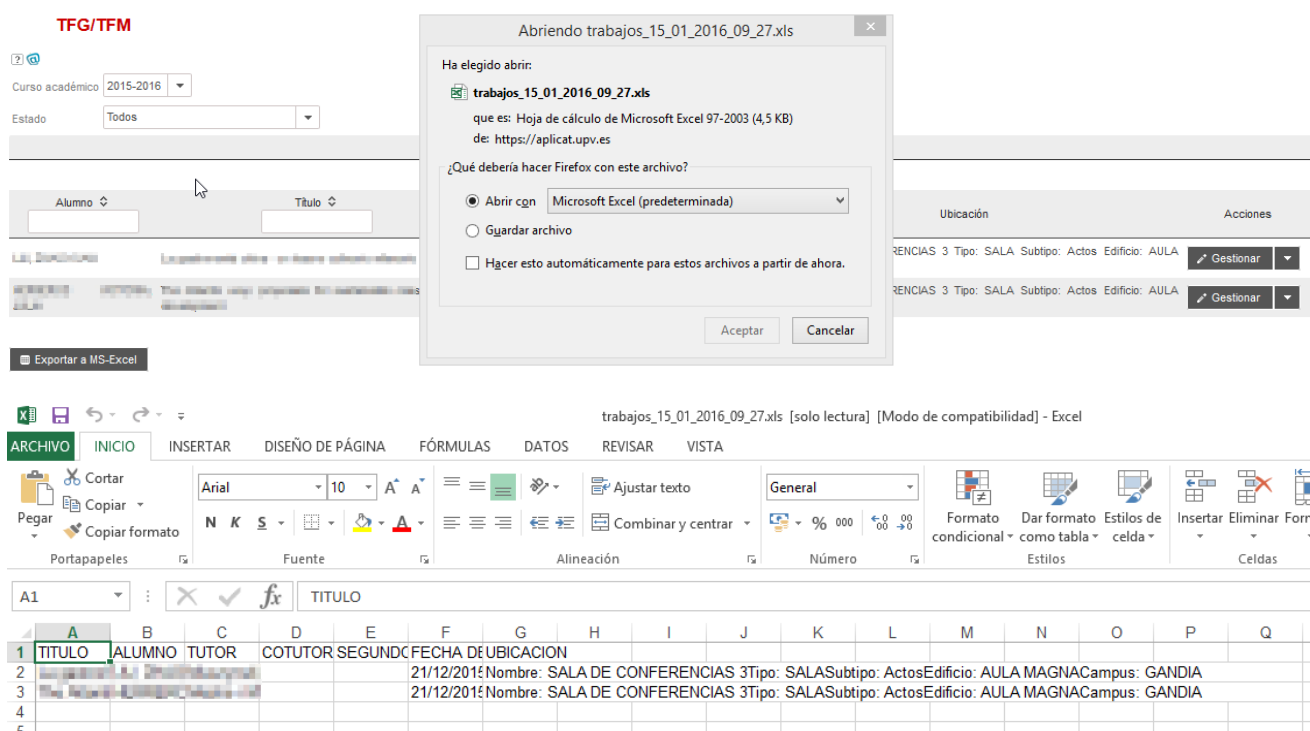 TFG/TFM
?@
Curso académico 2015-2016
Estado Todos
Alumno Título Ubicación Acciones
RENCIAS 3 Tipo: SALA Subtipo: Actos Edificio: AULA Gestionar
RENCIAS 3 Tipo: SALA Subtipo: Actos Edificio: AULA Gestionar
Exportar a MS-Excel
Abriendo trabajos_15_01_2016_09_27.xls
Ha elegido abrir:
trabajos_15_01_2016_09_27.xls
que es: Hoja de cálculo de Microsoft Excel 97-2003 (4,5 KB)
de: https://aplicat.upv.es
¿Qué debería hacer Firefox con este archivo?
Abrir con Microsoft Excel (predeterminada)
Guardar archivo
Hacer esto automáticamente para estos archivos a partir de ahora.
Aceptar Cancelar
trabajos_15_01_2016_09_27.xls [solo lectura] [Modo de compatibilidad] - Excel
ARCHIVO INICIO INSERTAR DISEÑO DE PÁGINA FÓRMULAS DATOS REVISAR VISTA
Pegar
Cortar
Copiar
Copiar formato
Portapapeles
Arial 10 A A
N K S A
Fuente
Ajustar texto
Combinar y centrar
Alineación
General
% 000
Número
Formato condicional
Dar formato como tabla
Estilos de celda
Estilos
Insertar Eliminar Form
Celdas
A1 fx TITULO
A B C D E F G H I J K L M N O P Q
1 TITULO ALUMNO TUTOR COTUTOR SEGUNDO FECHA DE UBICACION
2 21/12/2015 Nombre: SALA DE CONFERENCIAS 3Tipo: SALASubtipo: ActosEdificio: AULA MAGNACampus: GANDIA
3 21/12/2015 Nombre: SALA DE CONFERENCIAS 3Tipo: SALASubtipo: ActosEdificio: AULA MAGNACampus: GANDIA
4
5